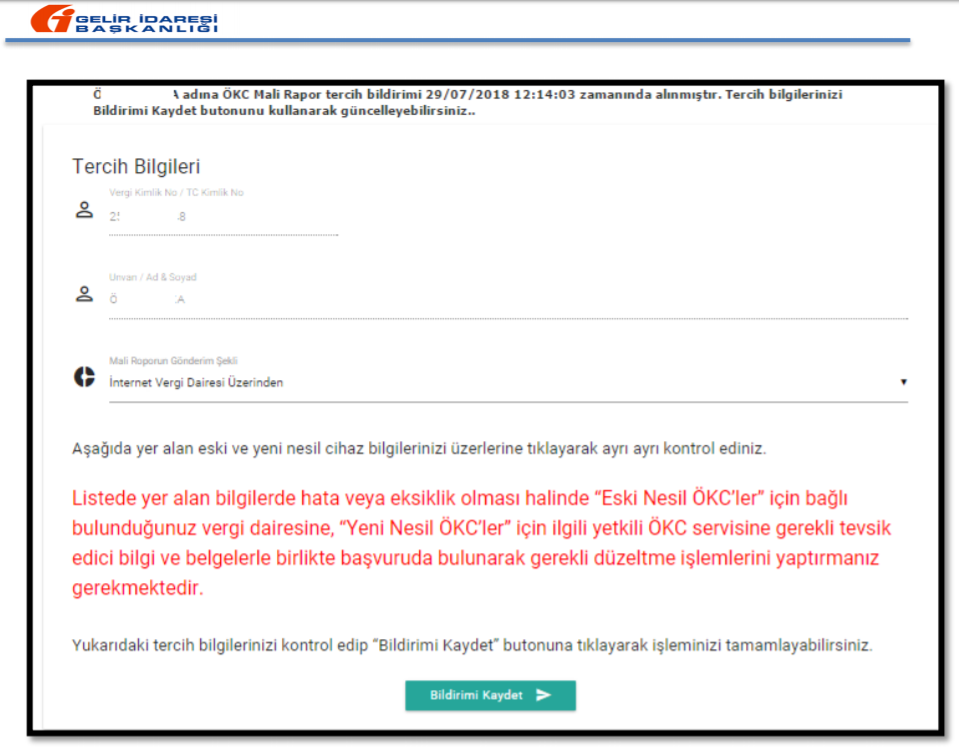 GELİR İDARESİ
BAŞKANLIĞI
Ö A adına ÖKC Mali Rapor tercih bildirimi 29/07/2018 12:14:03 zamanında alınmıştır. Tercih bilgilerinizi
Bildirimi Kaydet butonunu kullanarak güncelleyebilirsiniz..
Tercih Bilgileri
Vergi Kimlik No / TC Kimlik No
25 8
Unvan / Ad & Soyad
Ö A
Mali Roporun Gönderim Şekli
İnternet Vergi Dairesi Üzerinden
Aşağıda yer alan eski ve yeni nesil cihaz bilgilerinizi üzerlerine tıklayarak ayrı ayrı kontrol ediniz.
Listede yer alan bilgilerde hata veya eksiklik olması halinde “Eski Nesil ÖKC’ler” için bağlı
bulunduğunuz vergi dairesine, “Yeni Nesil ÖKC’ler” için ilgili yetkili ÖKC servisine gerekli tevsik
edici bilgi ve belgelerle birlikte başvuruda bulunarak gerekli düzeltme işlemlerini yaptırmanız
gerekmektedir.
Yukarıdaki tercih bilgilerinizi kontrol edip “Bildirimi Kaydet” butonuna tıklayarak işleminizi tamamlayabilirsiniz.
Bildirimi Kaydet